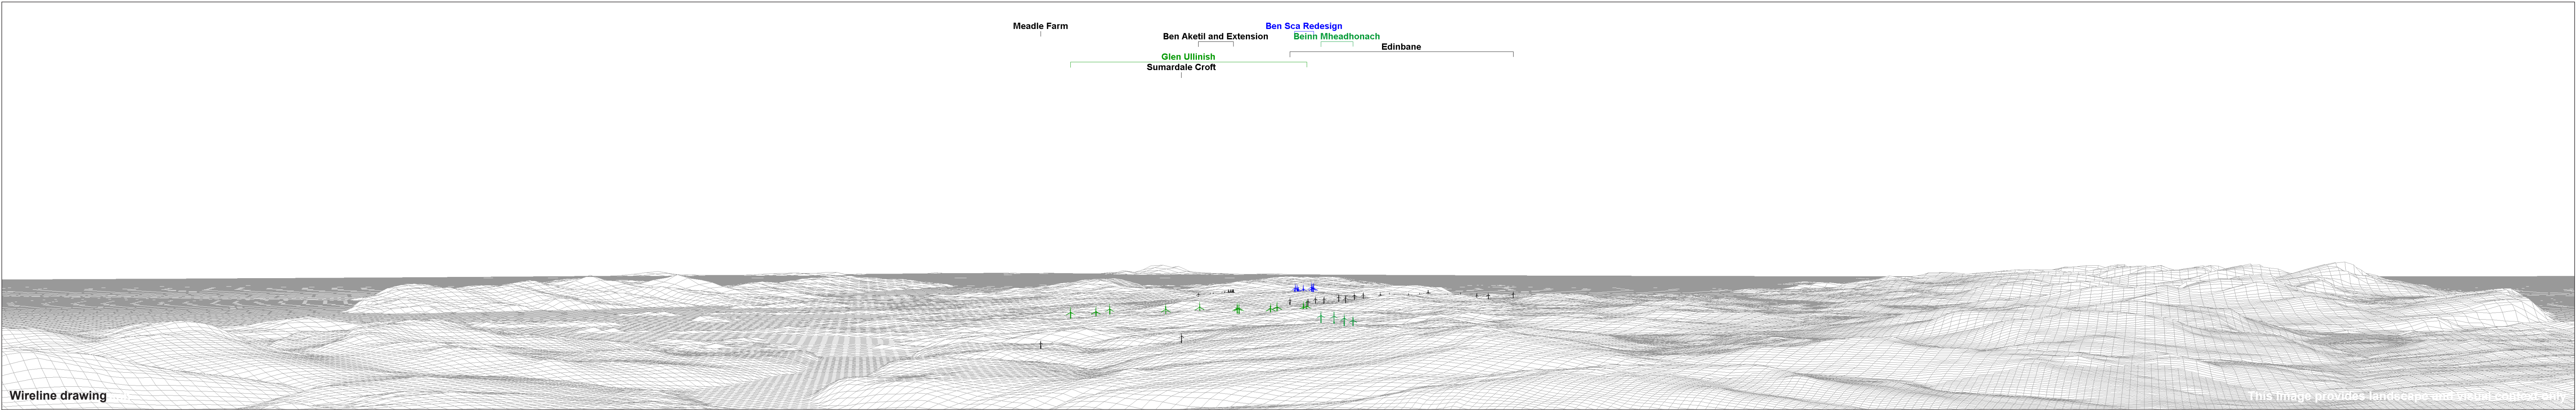 Meadle Farm
Ben Sca Redesign
Ben Aketil and Extension
Beinn Mheadhonach
Edinbane
Glen Ullinish
Sumardale Croft
Wireline drawing
This image provides landscape and visual context only